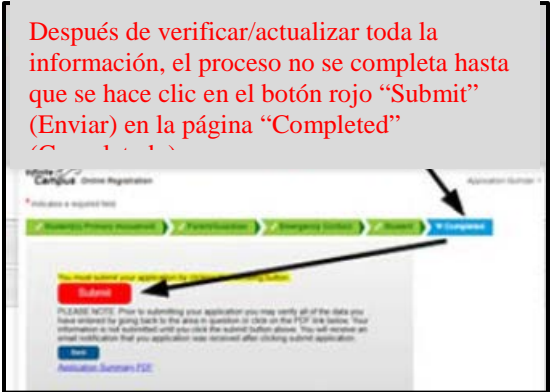 Después de verificar/actualizar toda la
información, el proceso no se completa hasta
que se hace clic en el botón rojo “Submit”
(Enviar) en la página “Completed”
Infinite
Campus Online Registration
Application Number
* Indicates a required field
Student(s) Primary Household
Parent/Guardian
Emergency Contact
Student
Completed
You must submit your application by clicking the following button.
Submit
PLEASE NOTE: Prior to submitting your application you may verify all of the data you
have entered by going back to the area in question or click on the PDF link below. Your
information is not submitted until you click the submit button above. You will receive an
email notification that you application was received after clicking submit application.
Back
Application Summary PDF